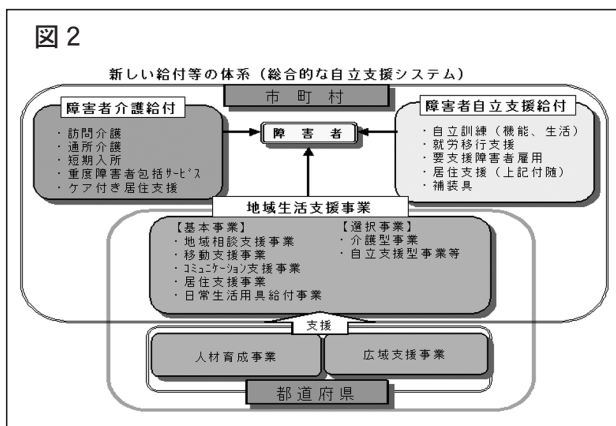 図2
新しい給付等の体系（総合的な自立支援システム）
市町村
障害者介護給付
・訪問介護
・通所介護
・短期入所
・重度障害者包括ｻｰﾋﾞｽ
・ケア付き居住支援
障害者
障害者自立支援給付
・自立訓練（機能、生活）
・就労移行支援
・要支援障害者雇用
・居住支援（上記付随）
・補装具
地域生活支援事業
【基本事業】
・地域相談支援事業
・移動支援事業
・ｺﾐｭﾆｹｰｼｮﾝ支援事業
・居住支援事業
・日常生活用具給付事業
【選択事業】
・介護型事業
・自立支援型事業等
支援
人材育成事業
広域支援事業
都道府県